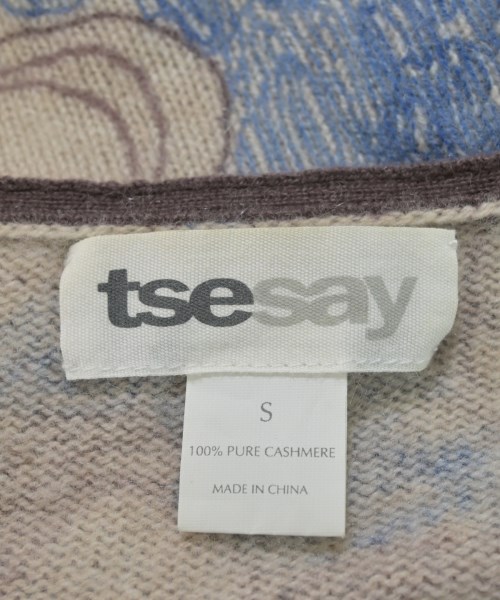 tsesay
S
100% PURE CASHMERE
MADE IN CHINA